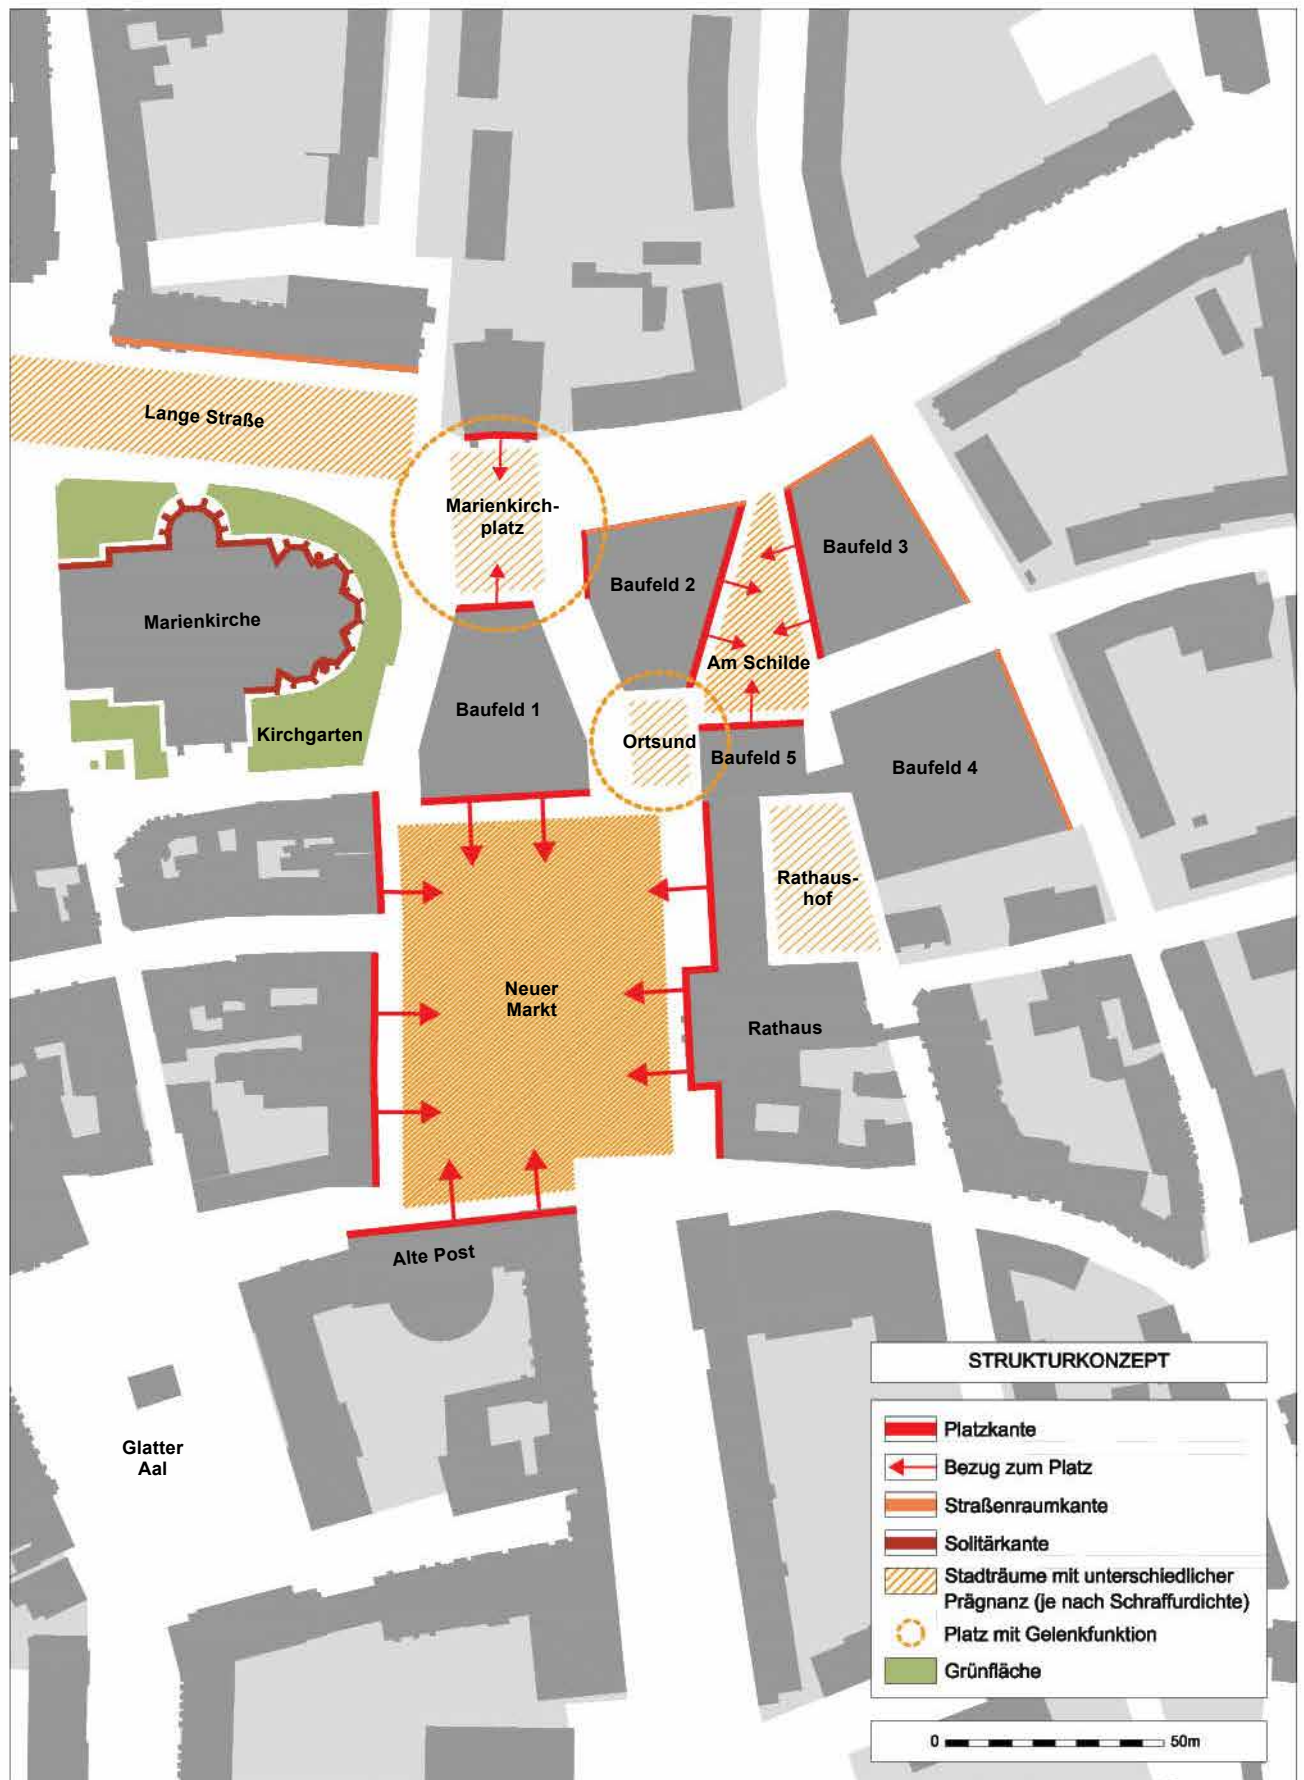 Lange Straße
Marienkirch-
platz
Baufeld 3
Baufeld 2
Marienkirche
Am Schilde
Baufeld 1
Kirchgarten
Ortsund
Baufeld 5
Baufeld 4
Rathaus-
hof
Neuer
Markt
Rathaus
Alte Post
Glatter
Aal
STRUKTURKONZEPT
Platzkante
Bezug zum Platz
Straßenraumkante
Solitärkante
Stadträume mit unterschiedlicher
Prägnanz (je nach Schraffurdichte)
Platz mit Gelenkfunktion
Grünfläche
0 50m